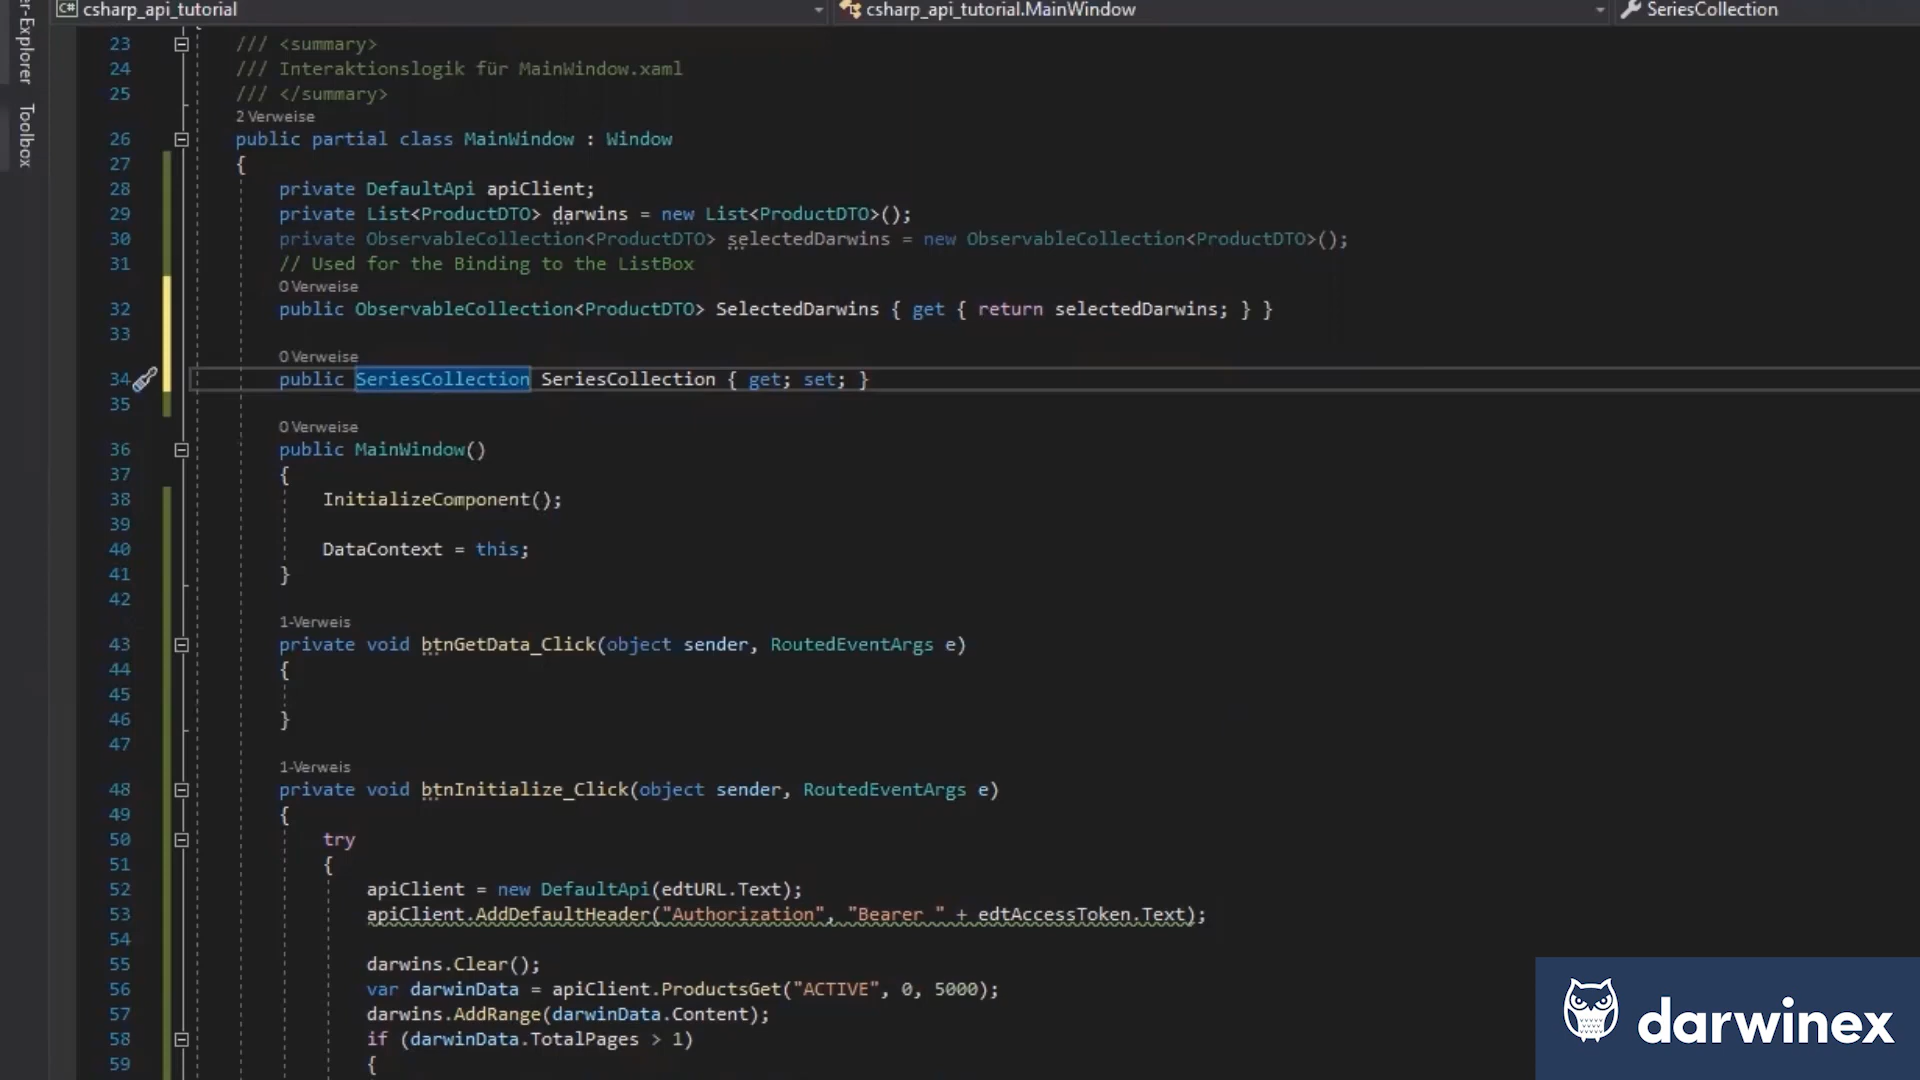 C# csharp_api_tutorial csharp_api_tutorial.MainWindow SeriesCollection
er-Explorer
Toolbox
23 /// <summary>
24 /// Interaktionslogik für MainWindow.xaml
25 /// </summary>
2 Verweise
26 public partial class MainWindow : Window
27 {
28 private DefaultApi apiClient;
29 private List<ProductDTO> darwins = new List<ProductDTO>();
30 private ObservableCollection<ProductDTO> selectedDarwins = new ObservableCollection<ProductDTO>();
31 // Used for the Binding to the ListBox
0 Verweise
32 public ObservableCollection<ProductDTO> SelectedDarwins { get { return selectedDarwins; } }
33
0 Verweise
34 public SeriesCollection SeriesCollection { get; set; }
35
0 Verweise
36 public MainWindow()
37 {
38 InitializeComponent();
39
40 DataContext = this;
41 }
42
1-Verweis
43 private void btnGetData_Click(object sender, RoutedEventArgs e)
44 {
45
46 }
47
1-Verweis
48 private void btnInitialize_Click(object sender, RoutedEventArgs e)
49 {
50 try
51 {
52 apiClient = new DefaultApi(edtURL.Text);
53 apiClient.AddDefaultHeader("Authorization", "Bearer " + edtAccessToken.Text);
54
55 darwins.Clear();
56 var darwinData = apiClient.ProductsGet("ACTIVE", 0, 5000);
57 darwins.AddRange(darwinData.Content);
58 if (darwinData.TotalPages > 1)
59 {
darwinex